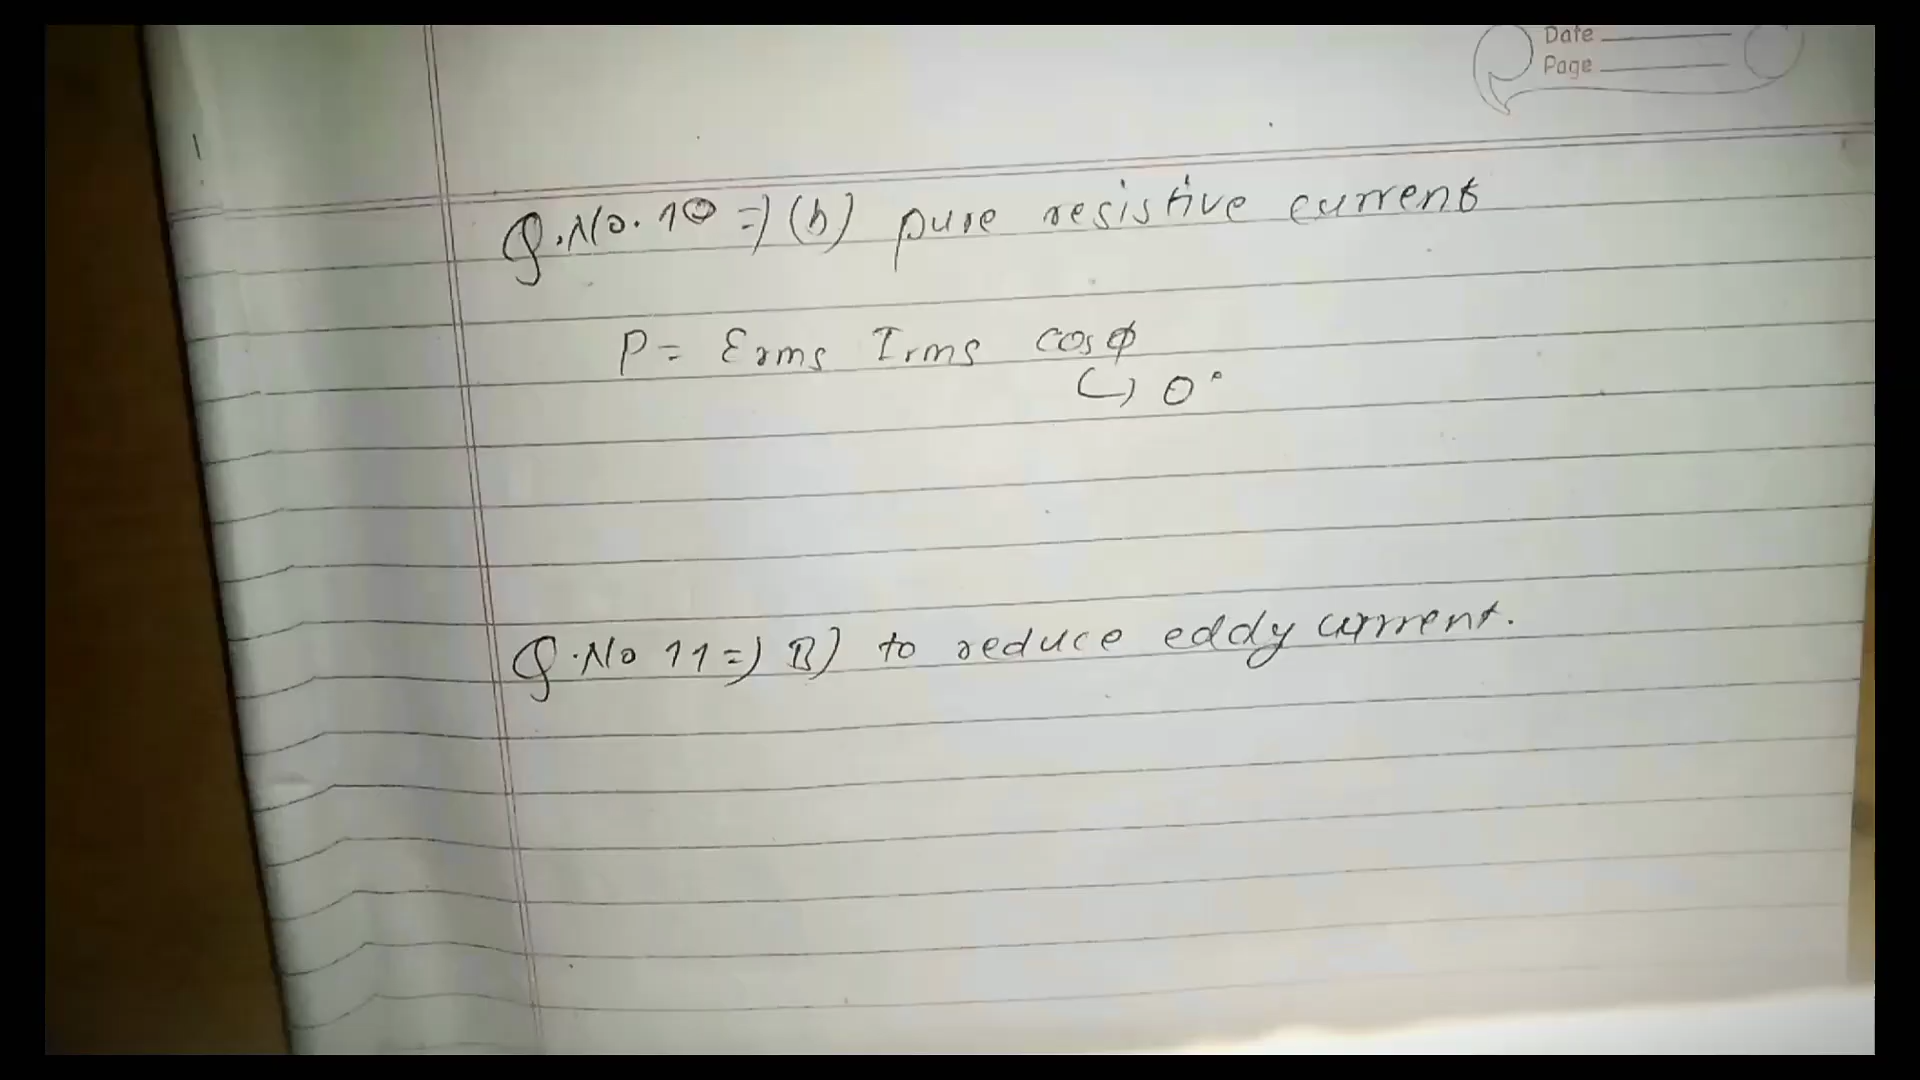 Date
Page
Q.No.10 => (b) pure resistive current
P = Erms Irms cosϕ
↳ 0°
Q.No 11 => B) to reduce eddy current.